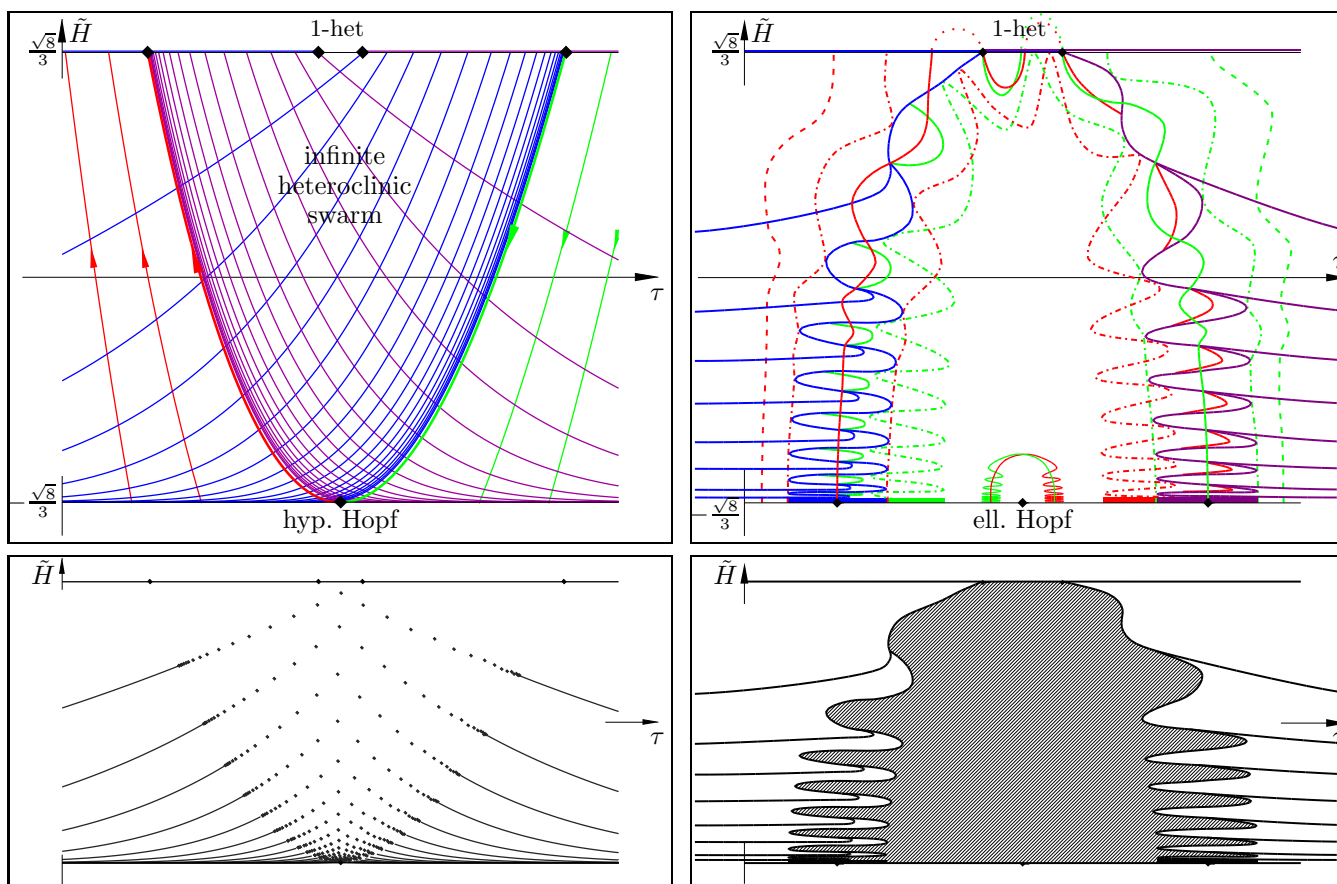 H̃
1-het
√8/3
infinite
heteroclinic
swarm
τ
−√8/3
hyp. Hopf
H̃
1-het
√8/3
τ
−√8/3
ell. Hopf
H̃
τ
H̃
τ